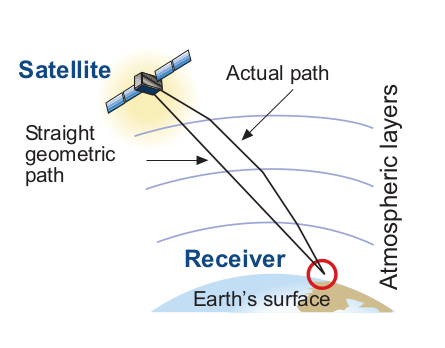 Satellite
Actual path
Straight
geometric
path
Atmospheric layers
Receiver
Earth's surface